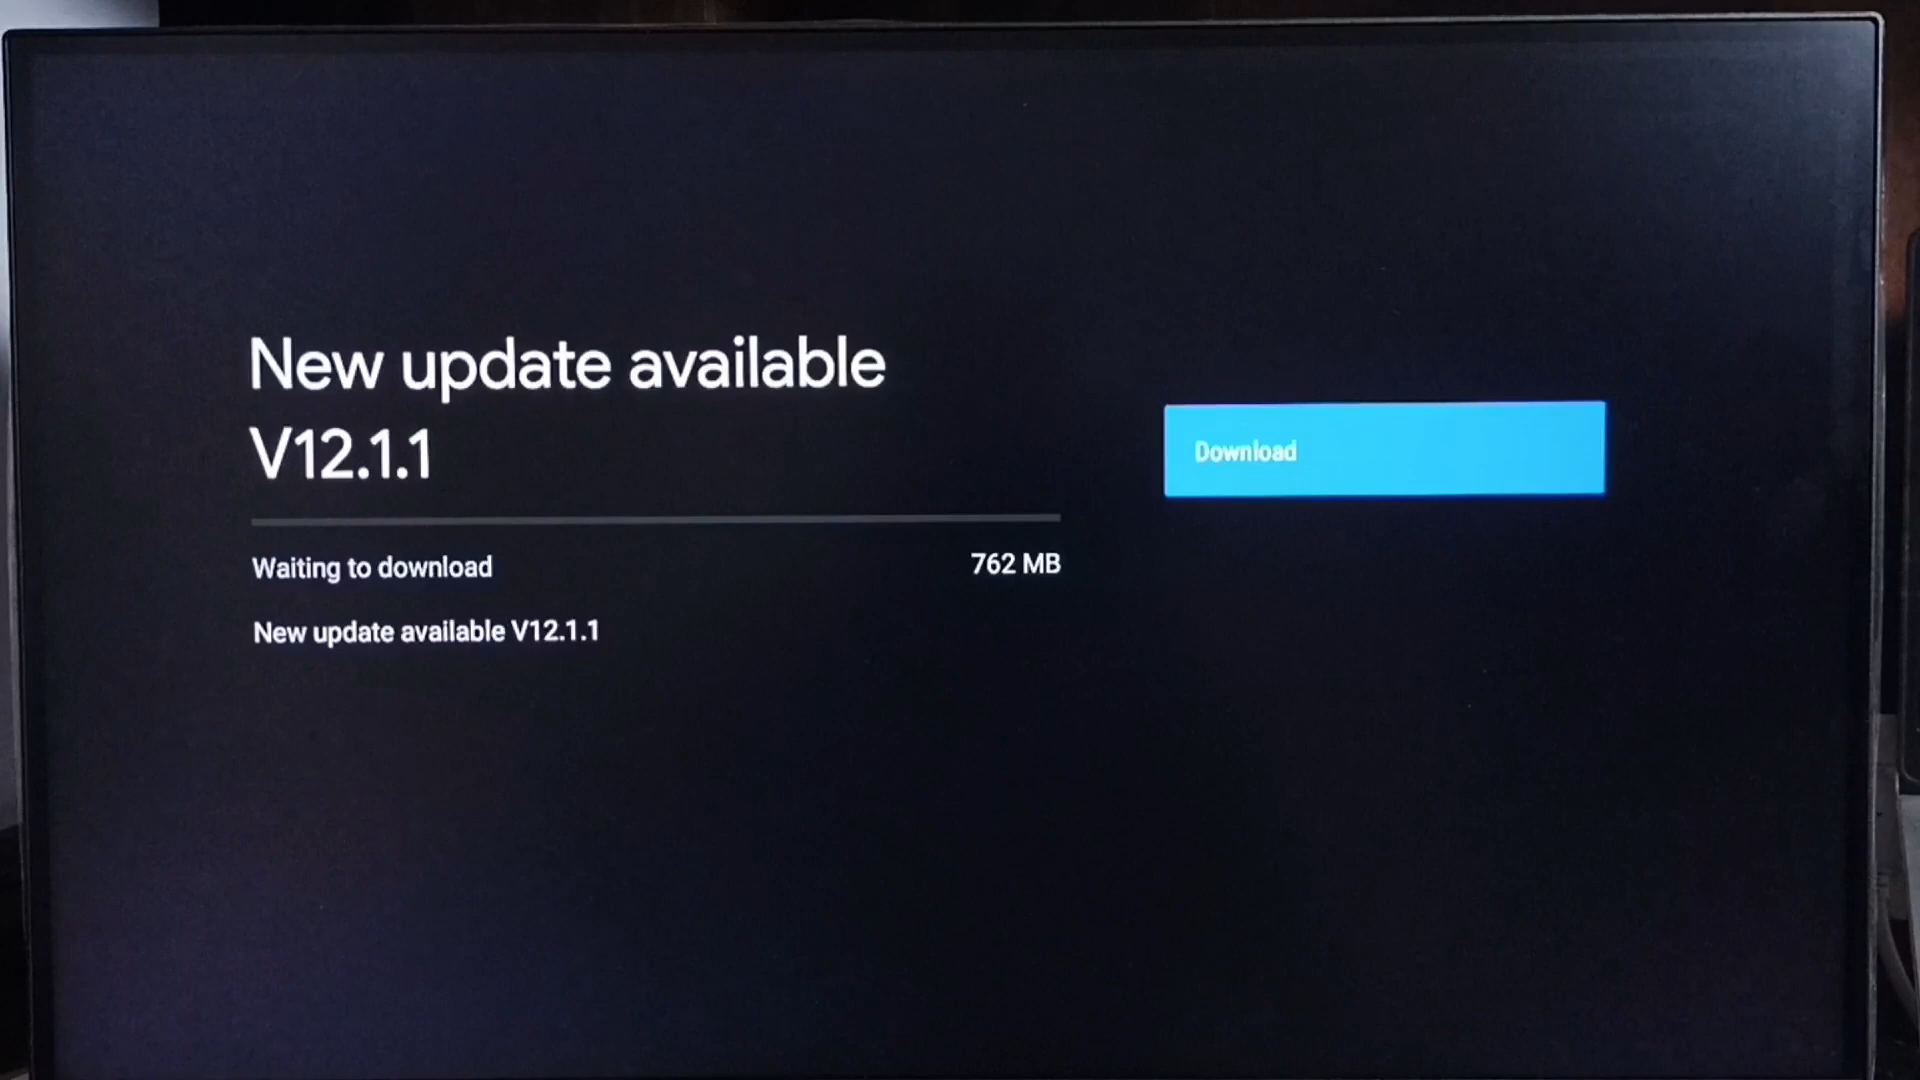 New update available
V12.1.1
Download
Waiting to download 762 MB
New update available V12.1.1